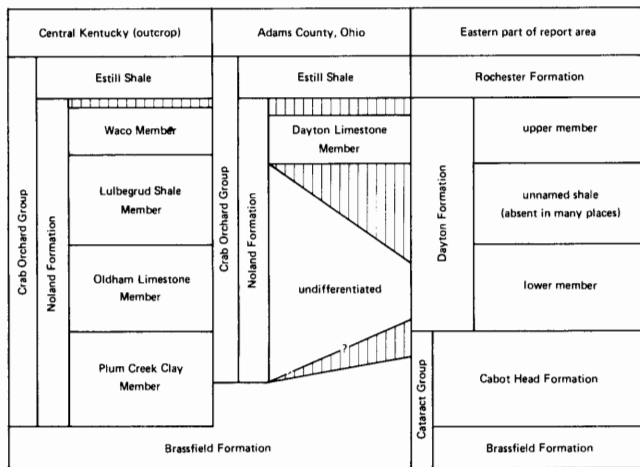 Central Kentucky (outcrop)
Adams County, Ohio
Eastern part of report area
Crab Orchard Group
Estill Shale
Noland Formation
Waco Member
Lulbegrud Shale
Member
Oldham Limestone
Member
Plum Creek Clay
Member
Crab Orchard Group
Estill Shale
Noland Formation
Dayton Limestone
Member
undifferentiated
?
Rochester Formation
Dayton Formation
upper member
unnamed shale
(absent in many places)
lower member
Cataract Group
Cabot Head Formation
Brassfield Formation
Brassfield Formation